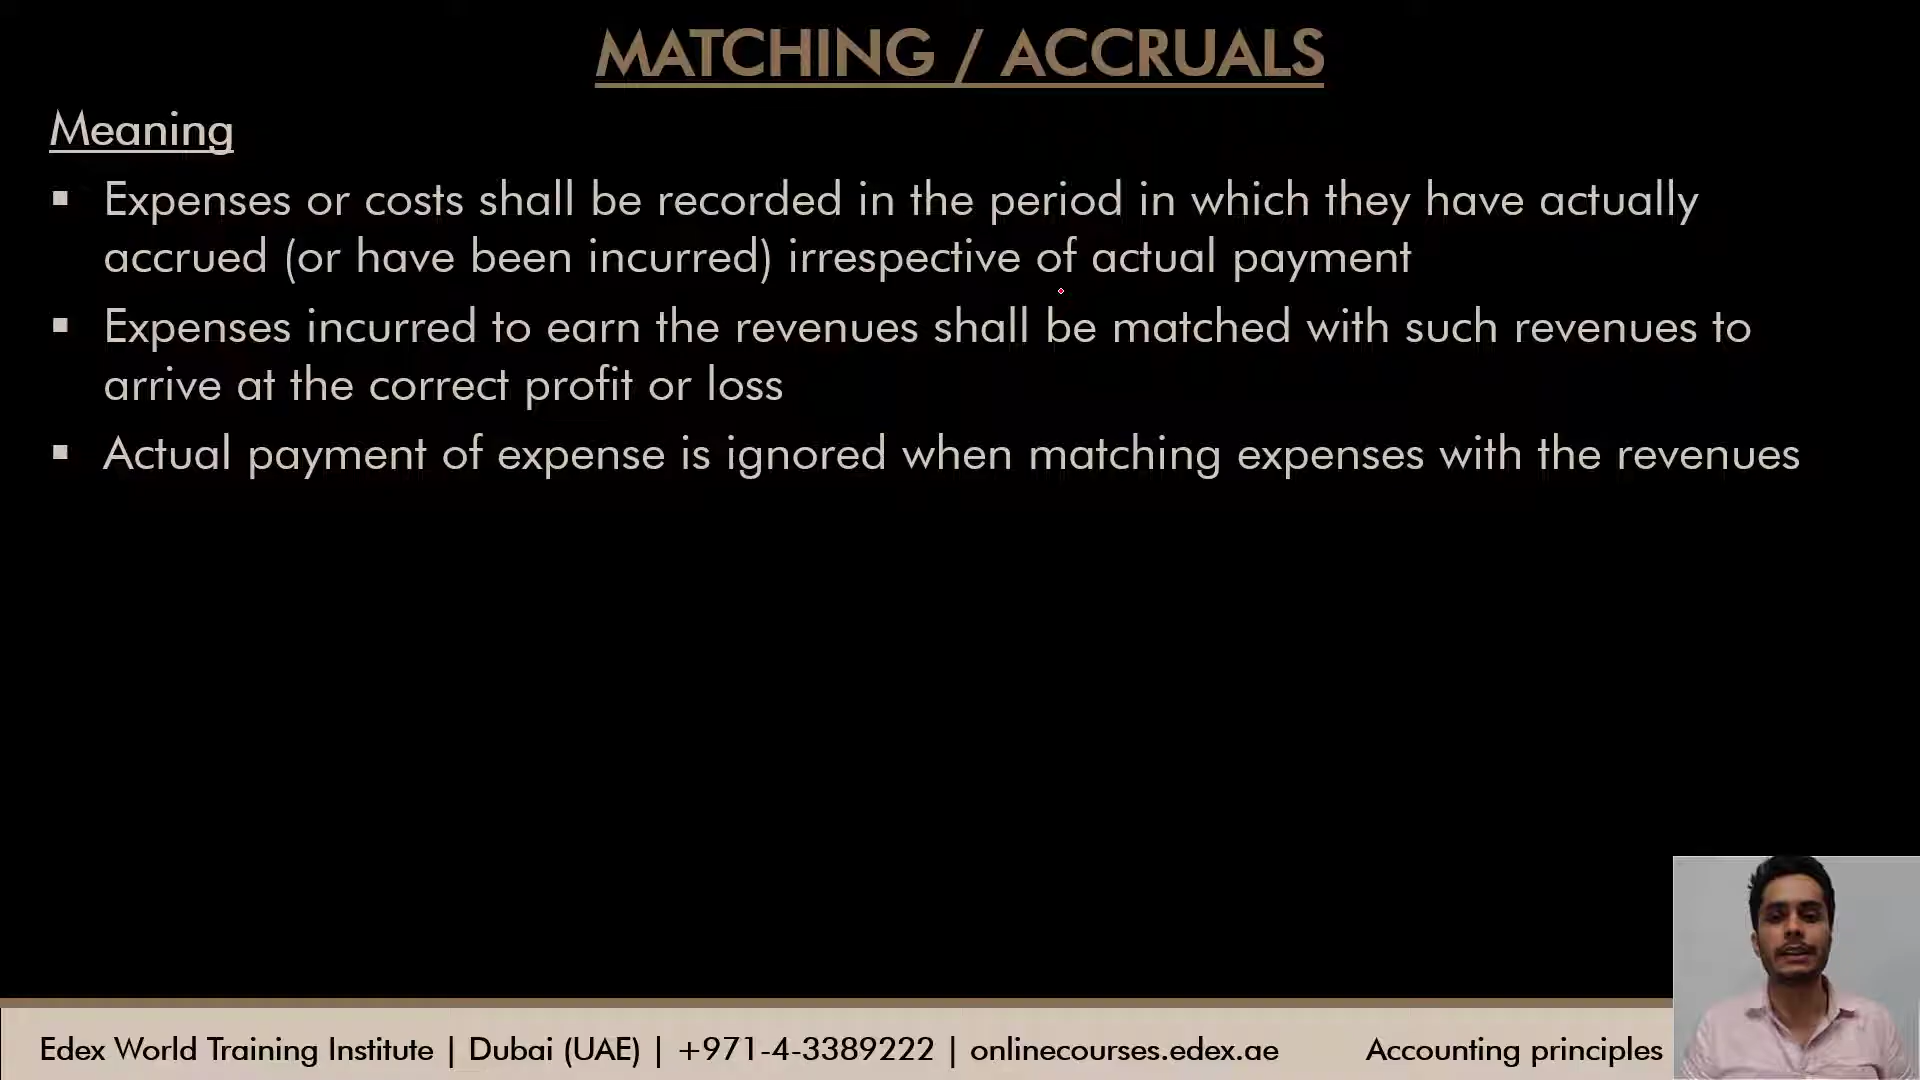 MATCHING / ACCRUALS
Meaning
▪ Expenses or costs shall be recorded in the period in which they have actually
accrued (or have been incurred) irrespective of actual payment
▪ Expenses incurred to earn the revenues shall be matched with such revenues to
arrive at the correct profit or loss
▪ Actual payment of expense is ignored when matching expenses with the revenues
Edex World Training Institute | Dubai (UAE) | +971-4-3389222 | onlinecourses.edex.ae Accounting principles